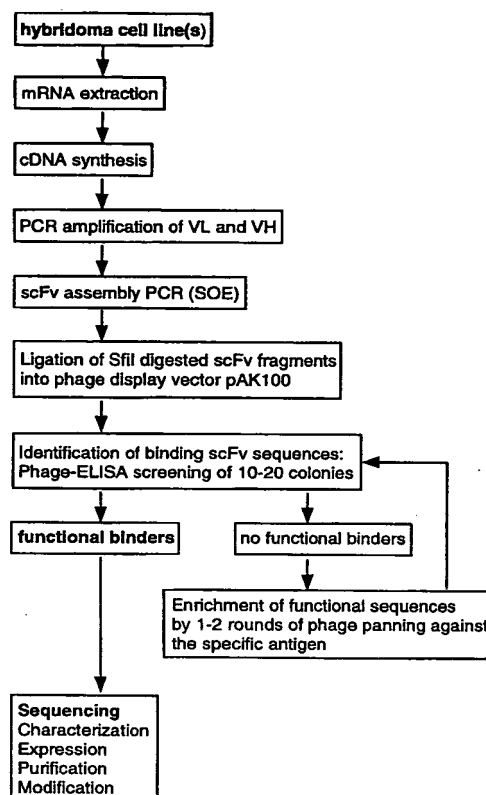 hybridoma cell line(s)
mRNA extraction
cDNA synthesis
PCR amplification of VL and VH
scFv assembly PCR (SOE)
Ligation of SfiI digested scFv fragments
into phage display vector pAK100
Identification of binding scFv sequences:
Phage-ELISA screening of 10-20 colonies
functional binders
no functional binders
Enrichment of functional sequences
by 1-2 rounds of phage panning against
the specific antigen
Sequencing
Characterization
Expression
Purification
Modification